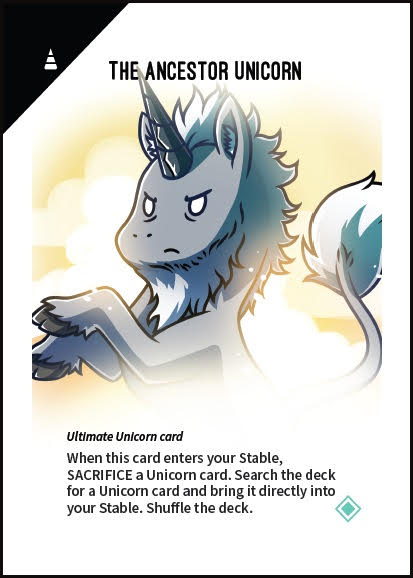 THE ANCESTOR UNICORN
Ultimate Unicorn card
When this card enters your Stable,
SACRIFICE a Unicorn card. Search the deck
for a Unicorn card and bring it directly into
your Stable. Shuffle the deck.